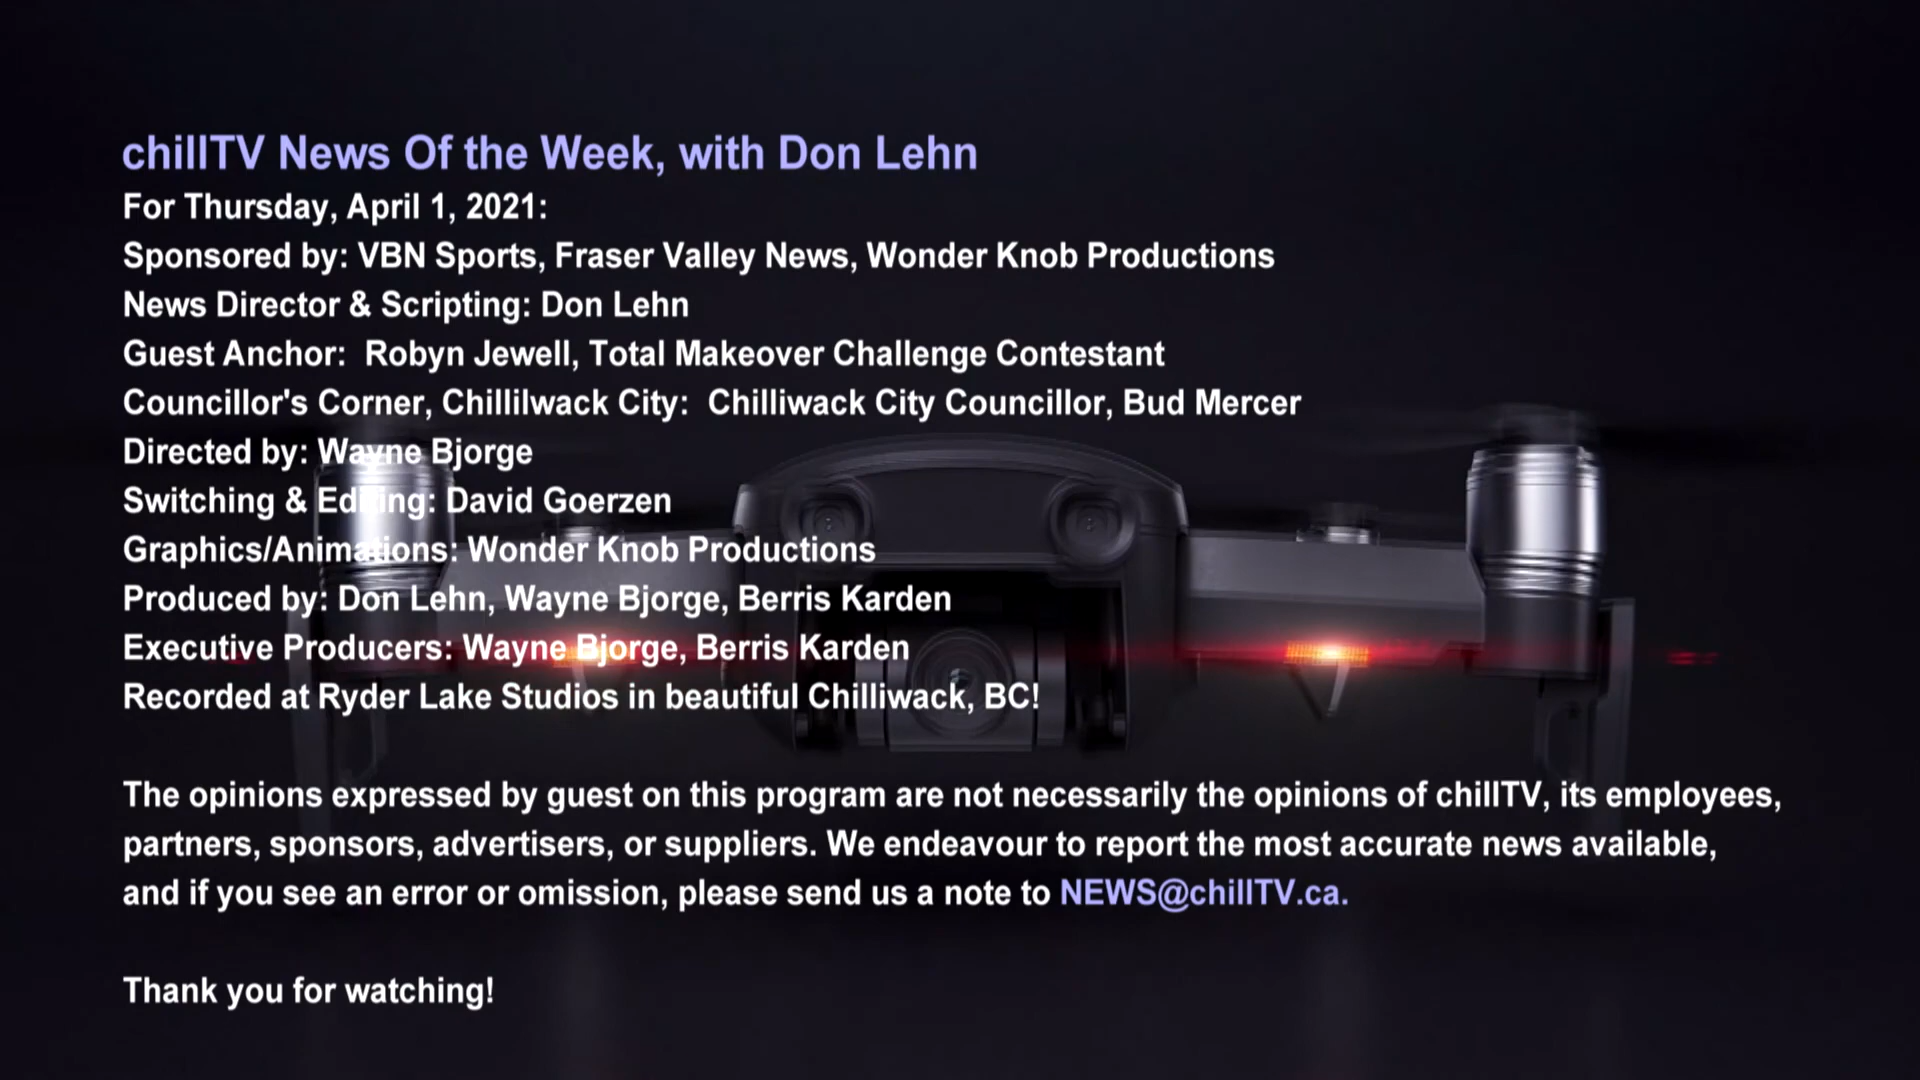 chillTV News Of the Week, with Don Lehn
For Thursday, April 1, 2021:
Sponsored by: VBN Sports, Fraser Valley News, Wonder Knob Productions
News Director & Scripting: Don Lehn
Guest Anchor:  Robyn Jewell, Total Makeover Challenge Contestant
Councillor's Corner, Chillilwack City:  Chilliwack City Councillor, Bud Mercer
Directed by: Wayne Bjorge
Switching & Editing: David Goerzen
Graphics/Animations: Wonder Knob Productions
Produced by: Don Lehn, Wayne Bjorge, Berris Karden
Executive Producers: Wayne Bjorge, Berris Karden
Recorded at Ryder Lake Studios in beautiful Chilliwack, BC!
The opinions expressed by guest on this program are not necessarily the opinions of chillTV, its employees,
partners, sponsors, advertisers, or suppliers. We endeavour to report the most accurate news available,
and if you see an error or omission, please send us a note to NEWS@chillTV.ca.
Thank you for watching!